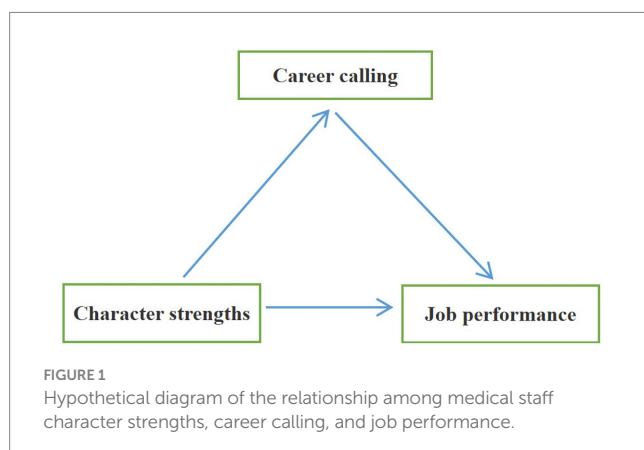 Career calling
Character strengths
Job performance
FIGURE 1
Hypothetical diagram of the relationship among medical staff
character strengths, career calling, and job performance.